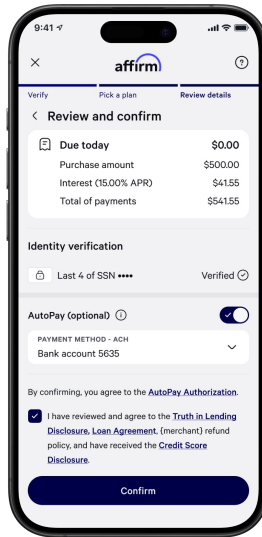 9:41
affirm
Verify Pick a plan Review details
Review and confirm
Due today $0.00
Purchase amount $500.00
Interest (15.00% APR) $41.55
Total of payments $541.55
Identity verification
Last 4 of SSN •••• Verified
AutoPay (optional)
PAYMENT METHOD - ACH
Bank account 5635
By confirming, you agree to the AutoPay Authorization.
I have reviewed and agree to the Truth in Lending
Disclosure, Loan Agreement, {merchant} refund
policy, and have received the Credit Score
Disclosure.
Confirm